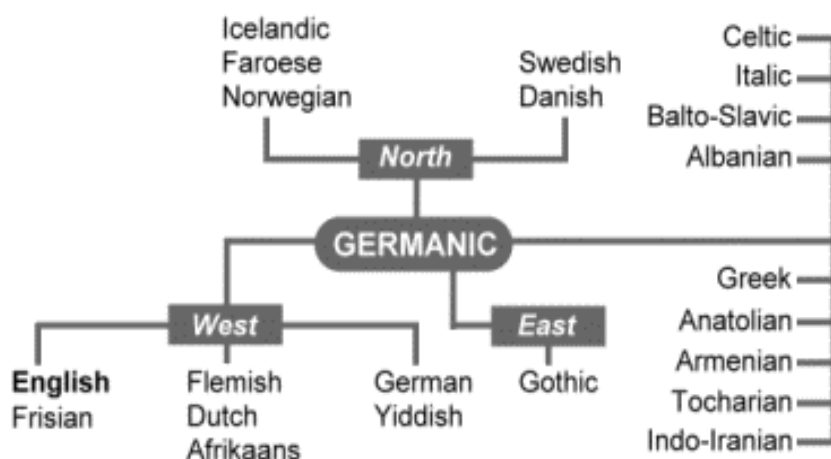 Icelandic
Faroese
Norwegian
Swedish
Danish
North
GERMANIC
West
East
English
Frisian
Flemish
Dutch
Afrikaans
German
Yiddish
Gothic
Celtic
Italic
Balto-Slavic
Albanian
Greek
Anatolian
Armenian
Tocharian
Indo-Iranian